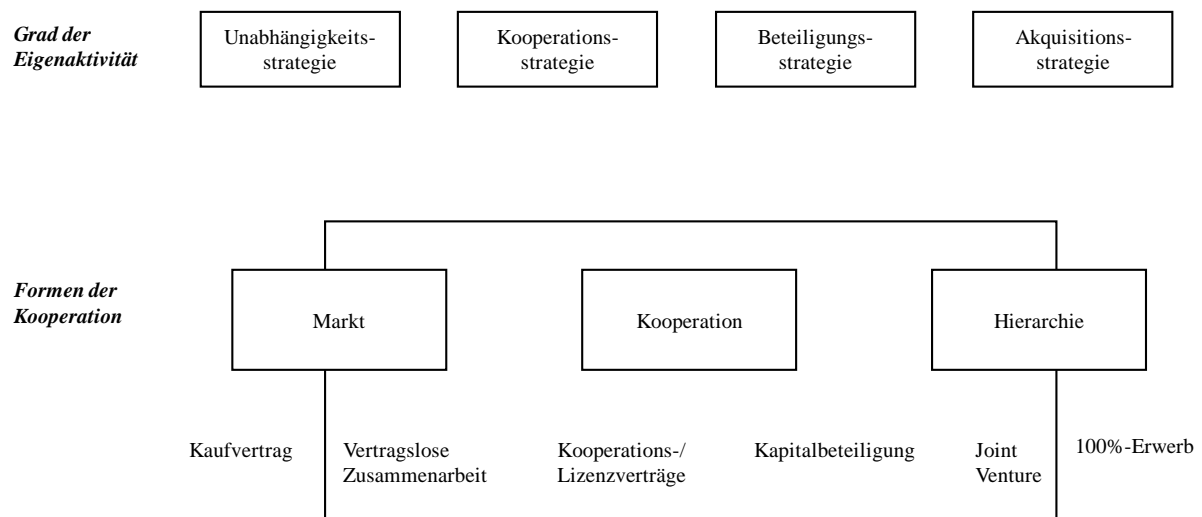 Grad der
Eigenaktivität
Unabhängigkeits-
strategie
Kooperations-
strategie
Beteiligungs-
strategie
Akquisitions-
strategie
Formen der
Kooperation
Markt
Kooperation
Hierarchie
Kaufvertrag
Vertragslose
Zusammenarbeit
Kooperations-/
Lizenzverträge
Kapitalbeteiligung
Joint
Venture
100%-Erwerb